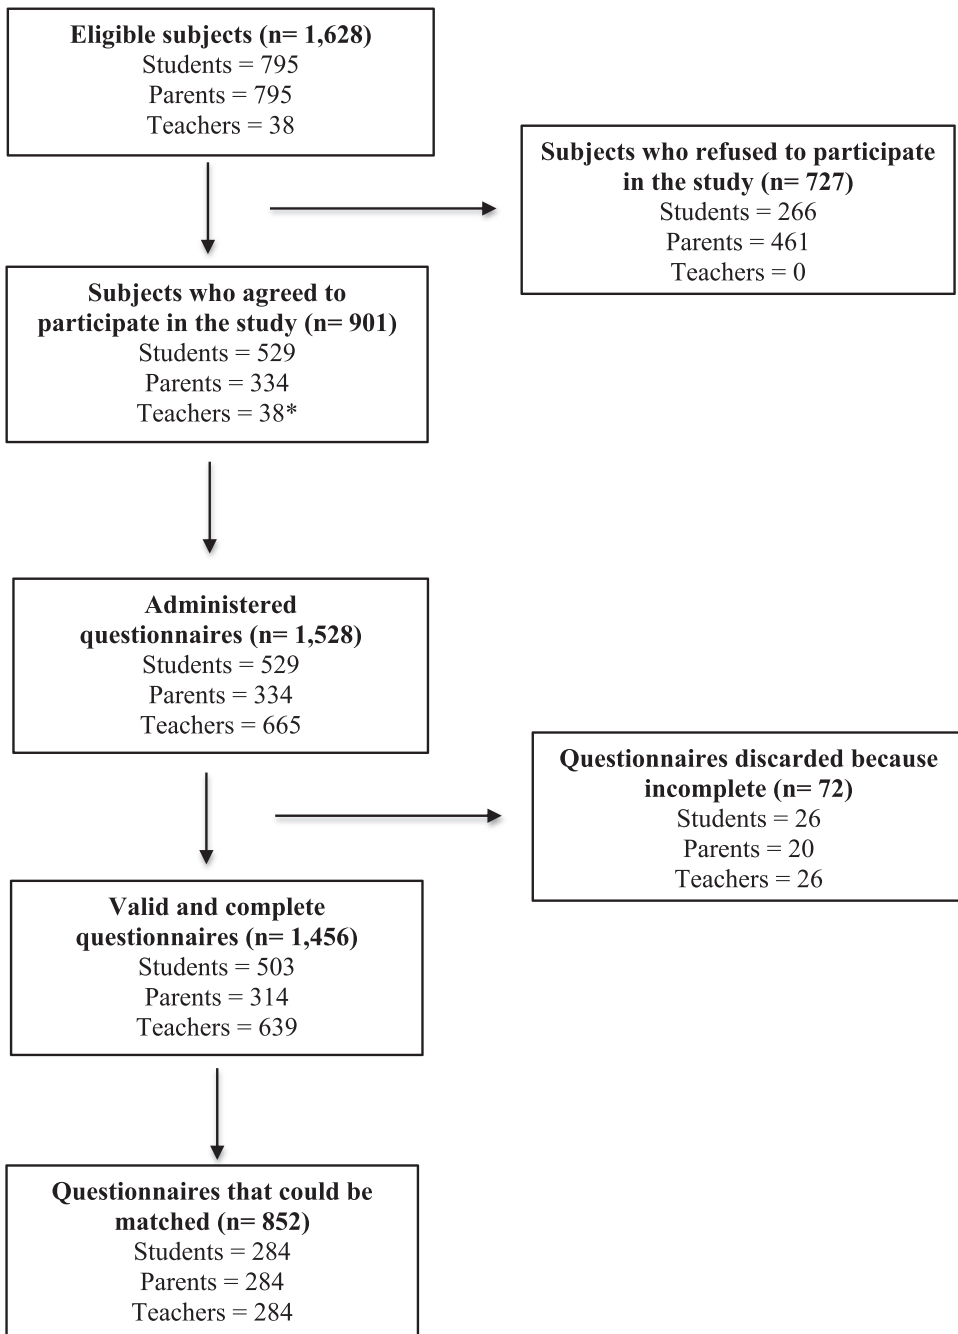 Eligible subjects (n= 1,628)
Students = 795
Parents = 795
Teachers = 38
Subjects who refused to participate
in the study (n= 727)
Students = 266
Parents = 461
Teachers = 0
Subjects who agreed to
participate in the study (n= 901)
Students = 529
Parents = 334
Teachers = 38*
Administered
questionnaires (n= 1,528)
Students = 529
Parents = 334
Teachers = 665
Questionnaires discarded because
incomplete (n= 72)
Students = 26
Parents = 20
Teachers = 26
Valid and complete
questionnaires (n= 1,456)
Students = 503
Parents = 314
Teachers = 639
Questionnaires that could be
matched (n= 852)
Students = 284
Parents = 284
Teachers = 284